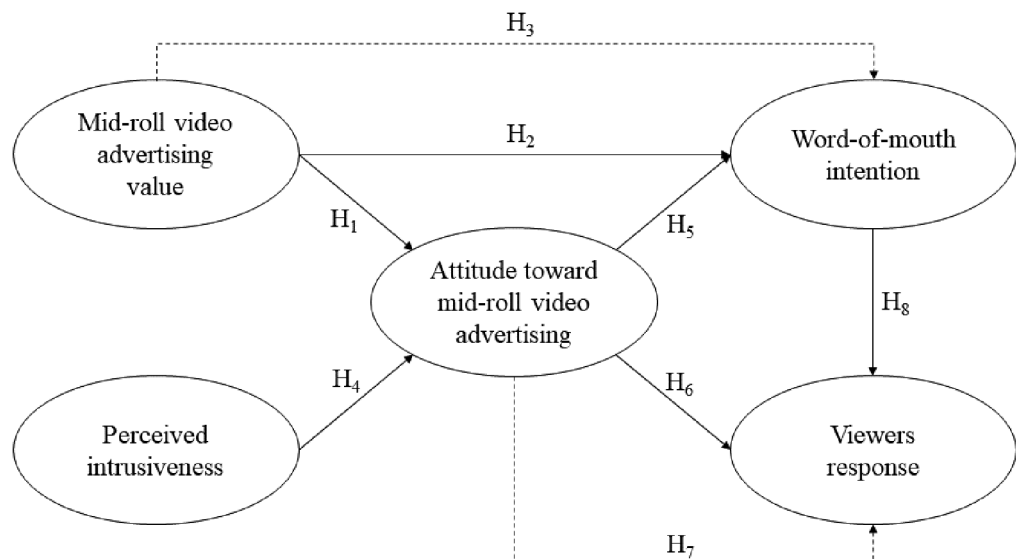 H₃
Mid-roll video
advertising
value
H₂
Word-of-mouth
intention
H₁
H₅
Attitude toward
mid-roll video
advertising
H₈
H₄
H₆
Perceived
intrusiveness
Viewers
response
H₇